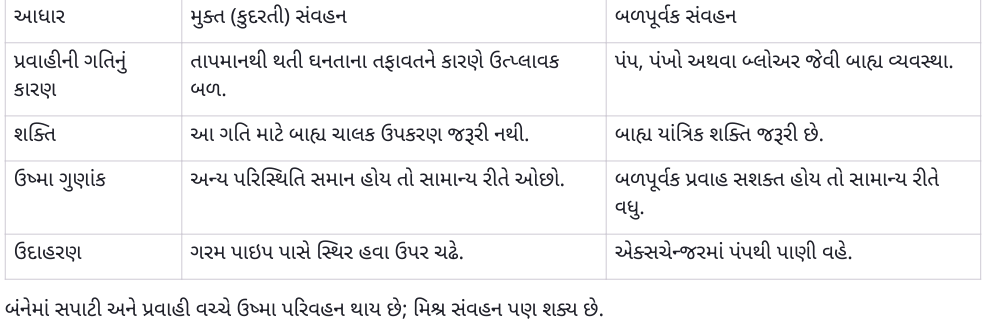 આધાર	મુક્ત (કુદરતી) સંવહન	બળપૂર્વક સંવહન
પ્રવાહીની ગતિનું કારણ	તાપમાનથી થતી ઘનતાના તફાવતને કારણે ઉત્પ્લાવક બળ.	પંપ, પંખો અથવા બ્લોઅર જેવી બાહ્ય વ્યવસ્થા.
શક્તિ	આ ગતિ માટે બાહ્ય ચાલક ઉપકરણ જરૂરી નથી.	બાહ્ય યાંત્રિક શક્તિ જરૂરી છે.
ઉષ્મા ગુણાંક	અન્ય પરિસ્થિતિ સમાન હોય તો સામાન્ય રીતે ઓછો.	બળપૂર્વક પ્રવાહ સશક્ત હોય તો સામાન્ય રીતે વધુ.
ઉદાહરણ	ગરમ પાઇપ પાસે સ્થિર હવા ઉપર ચઢે.	એક્સચેન્જરમાં પંપથી પાણી વહે.
બંનેમાં સપાટી અને પ્રવાહી વચ્ચે ઉષ્મા પરિવહન થાય છે; મિશ્ર સંવહન પણ શક્ય છે.